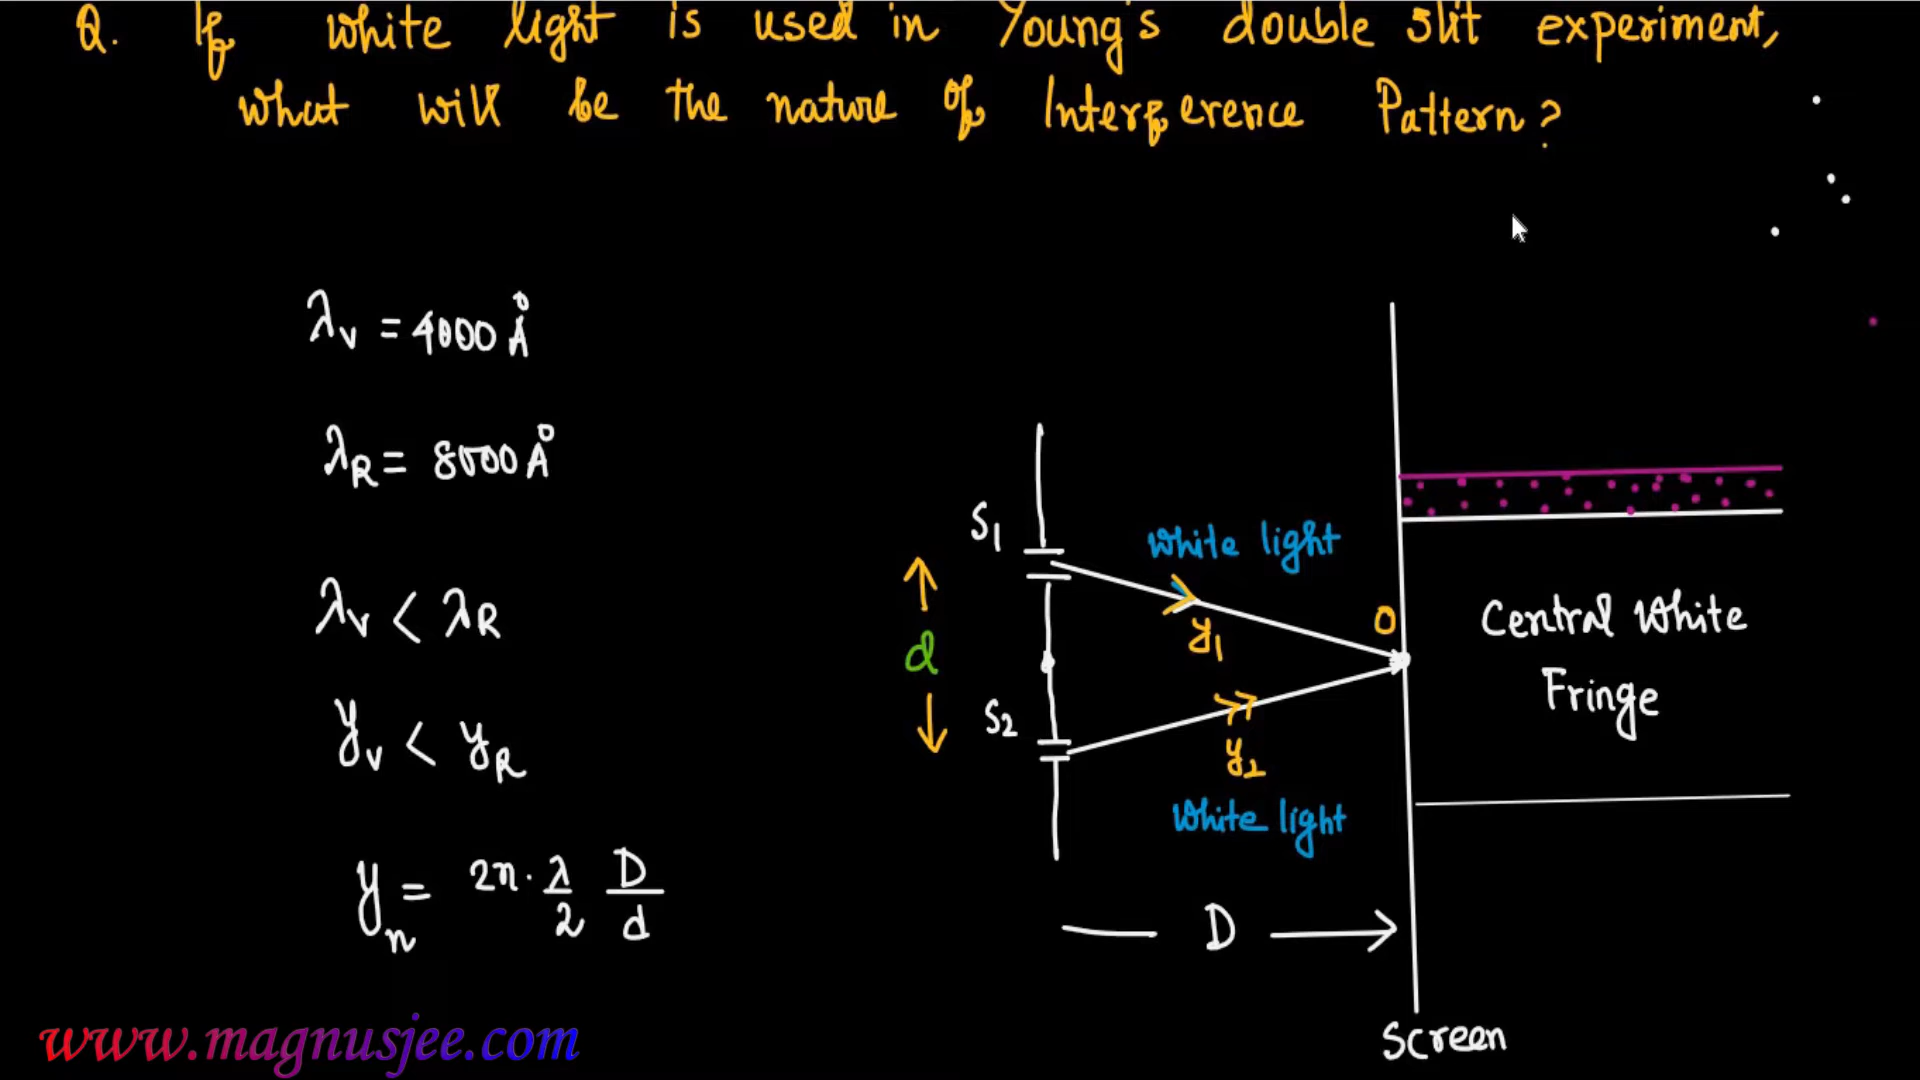 Q. If white light is used in Young's double slit experiment,
what will be the nature of Interference Pattern?
λV = 4000 Å
λR = 8000 Å
λV < λR
yV < yR
yn = 2n · λ/2 D/d
S1
S2
d
white light
y1
O
y2
White light
D
Central White
Fringe
Screen
www.magnusjee.com